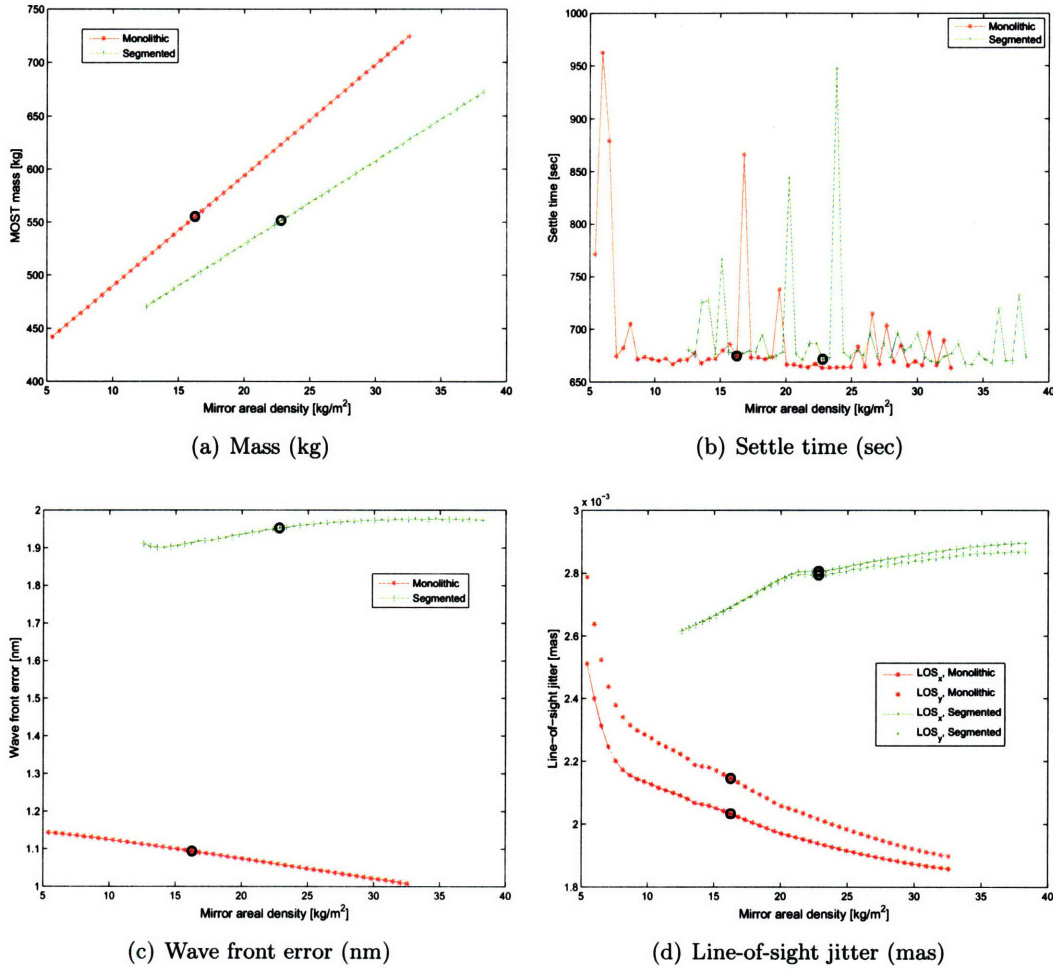 MOST mass [kg]
750
700
650
600
550
500
450
400
Monolithic
Segmented
5 10 15 20 25 30 35 40
Mirror areal density [kg/m²]
(a) Mass (kg)
Settle time [sec]
1000
950
900
850
800
750
700
650
Monolithic
Segmented
5 10 15 20 25 30 35 40
Mirror areal density [kg/m²]
(b) Settle time (sec)
Wave front error [nm]
2
1.9
1.8
1.7
1.6
1.5
1.4
1.3
1.2
1.1
1
Monolithic
Segmented
5 10 15 20 25 30 35 40
Mirror areal density [kg/m²]
(c) Wave front error (nm)
x 10⁻³
Line-of-sight jitter [mas]
3
2.8
2.6
2.4
2.2
2
1.8
LOSₓ, Monolithic
LOSᵧ, Monolithic
LOSₓ, Segmented
LOSᵧ, Segmented
5 10 15 20 25 30 35 40
Mirror areal density [kg/m²]
(d) Line-of-sight jitter (mas)